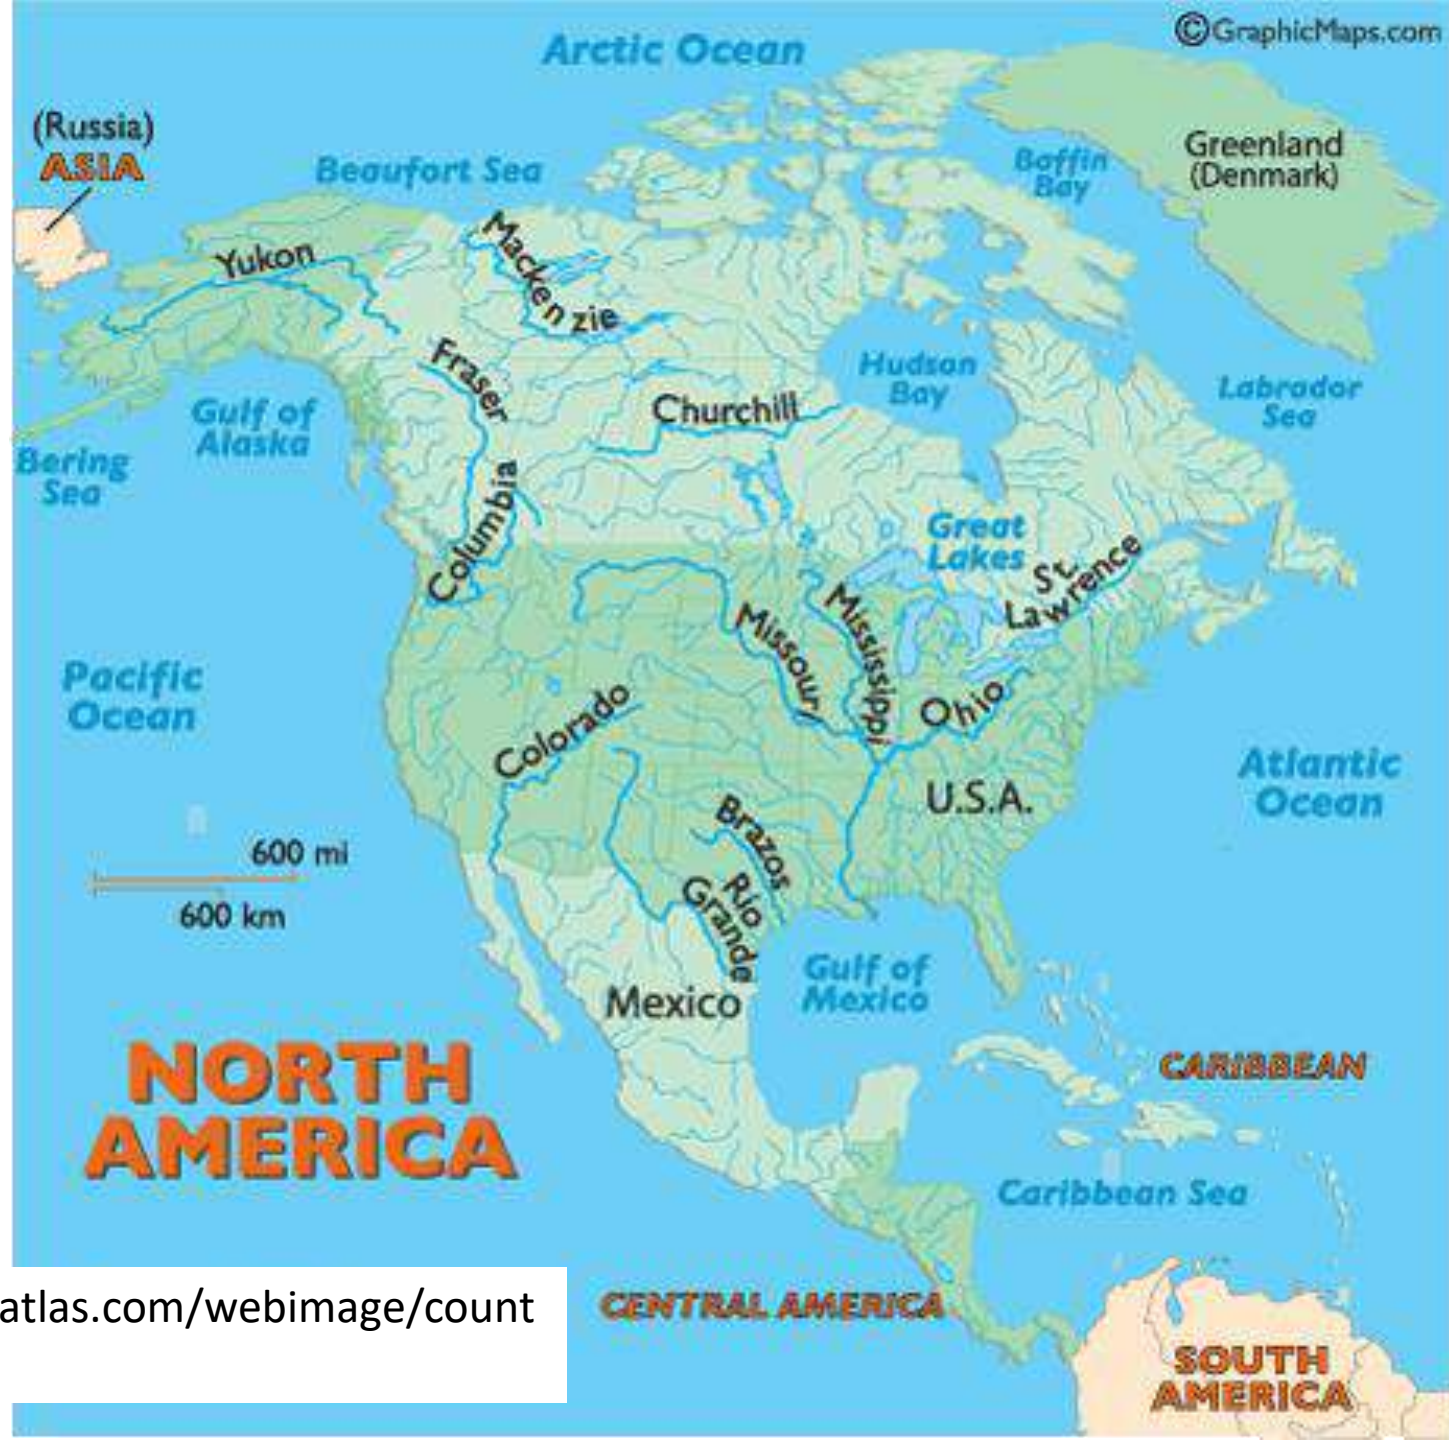 ©GraphicMaps.com
Arctic Ocean
(Russia)
ASIA
Beaufort Sea
Baffin
Bay
Greenland
(Denmark)
Yukon
Mackenzie
Fraser
Hudson
Bay
Labrador
Sea
Gulf of
Alaska
Churchill
Bering
Sea
Columbia
Great
Lakes
St.
Lawrence
Missouri
Mississippi
Pacific
Ocean
Colorado
Ohio
Atlantic
Ocean
U.S.A.
Brazos
600 mi
600 km
Rio
Grande
Gulf of
Mexico
Mexico
NORTH
AMERICA
CARIBBEAN
Caribbean Sea
atlas.com/webimage/count
CENTRAL AMERICA
SOUTH
AMERICA